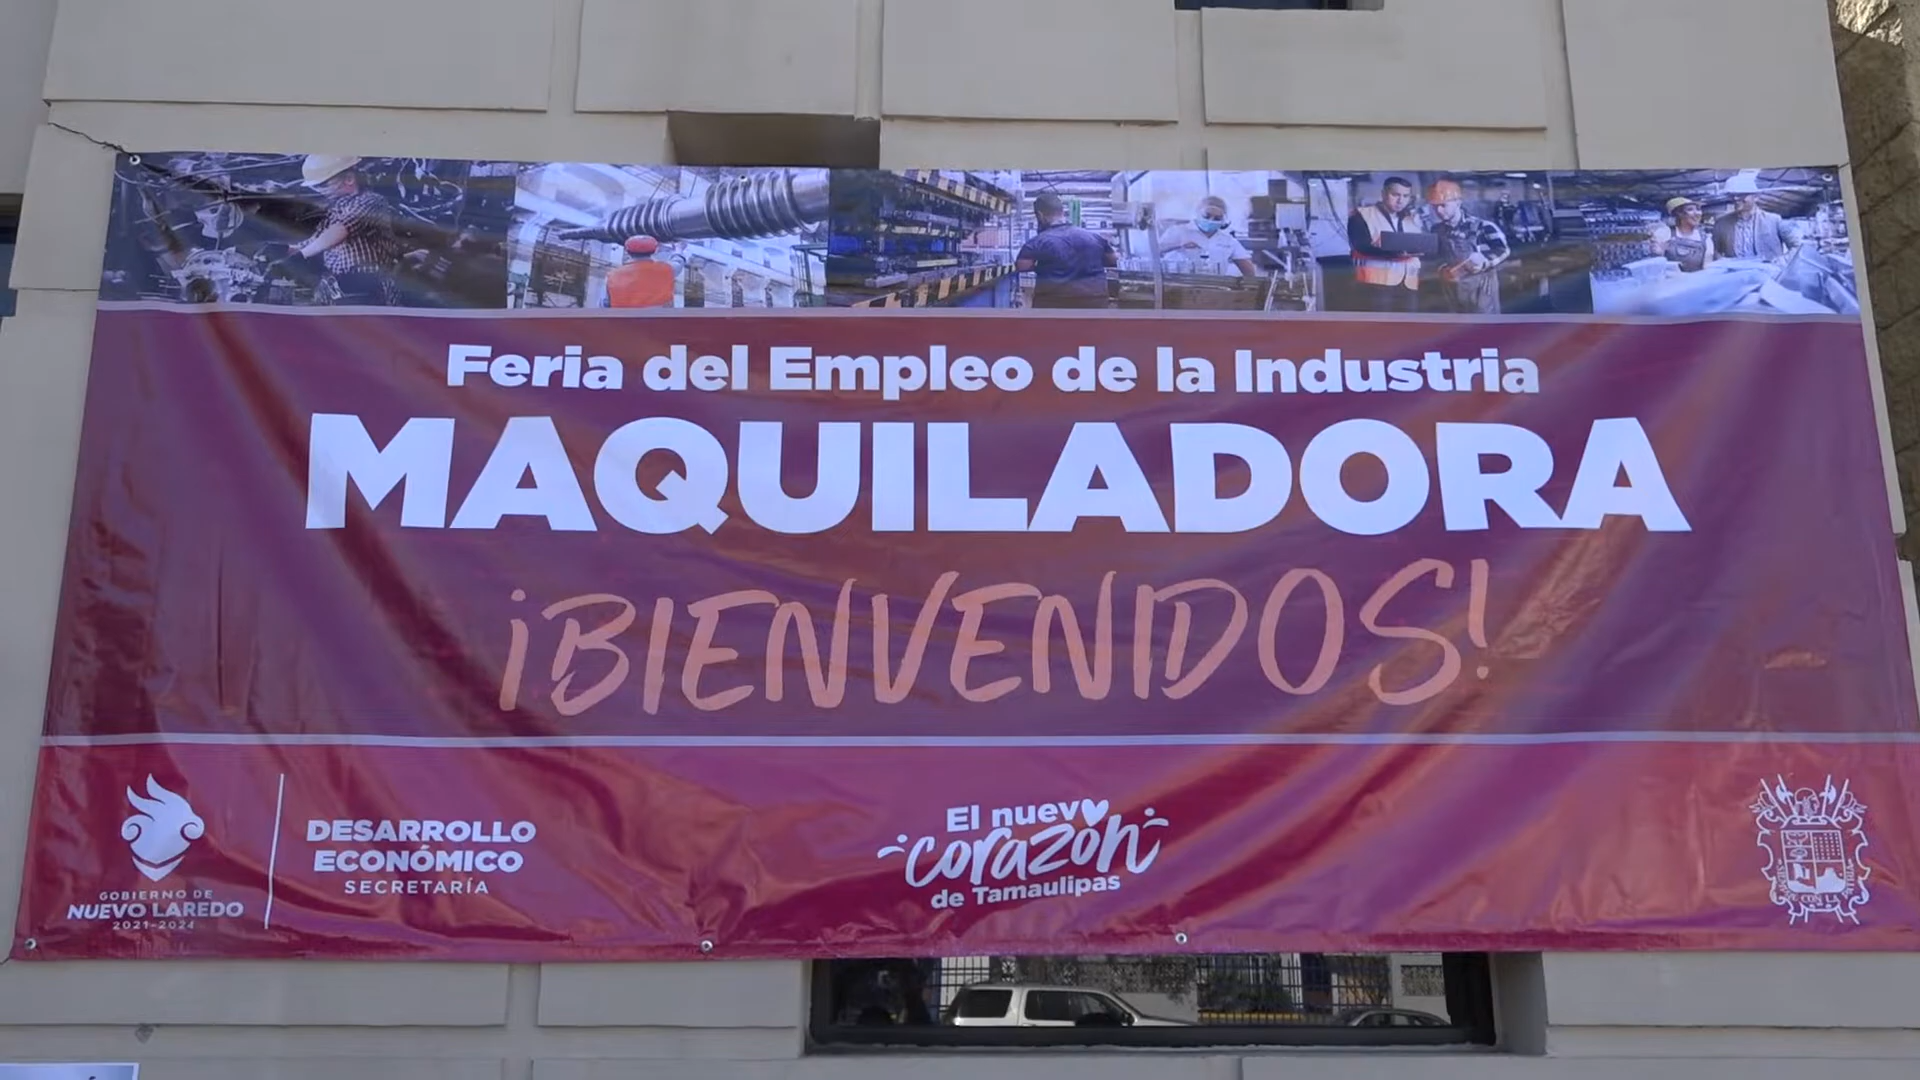 Feria del Empleo de la Industria
MAQUILADORA
¡BIENVENIDOS!
GOBIERNO DE
NUEVO LAREDO
2021-2024
DESARROLLO
ECONÓMICO
SECRETARÍA
El nuevo
corazón
de Tamaulipas